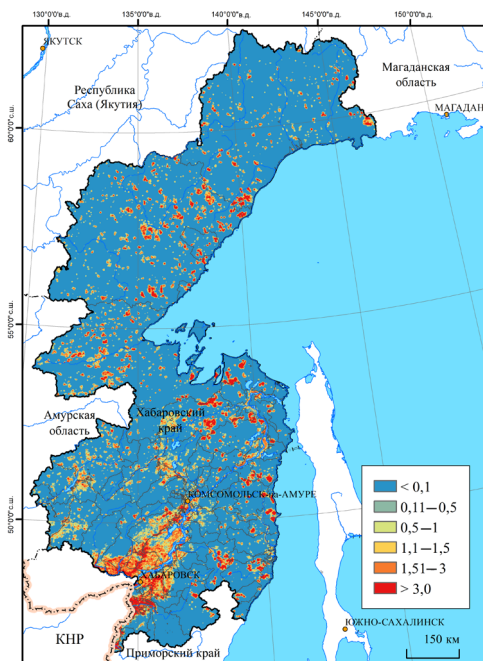 130°0'0"в.д.
135°0'0"в.д.
140°0'0"в.д.
145°0'0"в.д.
150°0'0"в.д.
ЯКУТСК
Республика
Саха (Якутия)
Магаданская
область
МАГАДАН
60°0'0"с.ш.
55°0'0"с.ш.
Амурская
область
Хабаровский
край
КОМСОМОЛЬСК-на-АМУРЕ
50°0'0"с.ш.
ХАБАРОВСК
КНР
Приморский край
< 0,1
0,11—0,5
0,5—1
1,1—1,5
1,51—3
> 3,0
ЮЖНО-САХАЛИНСК
150 км